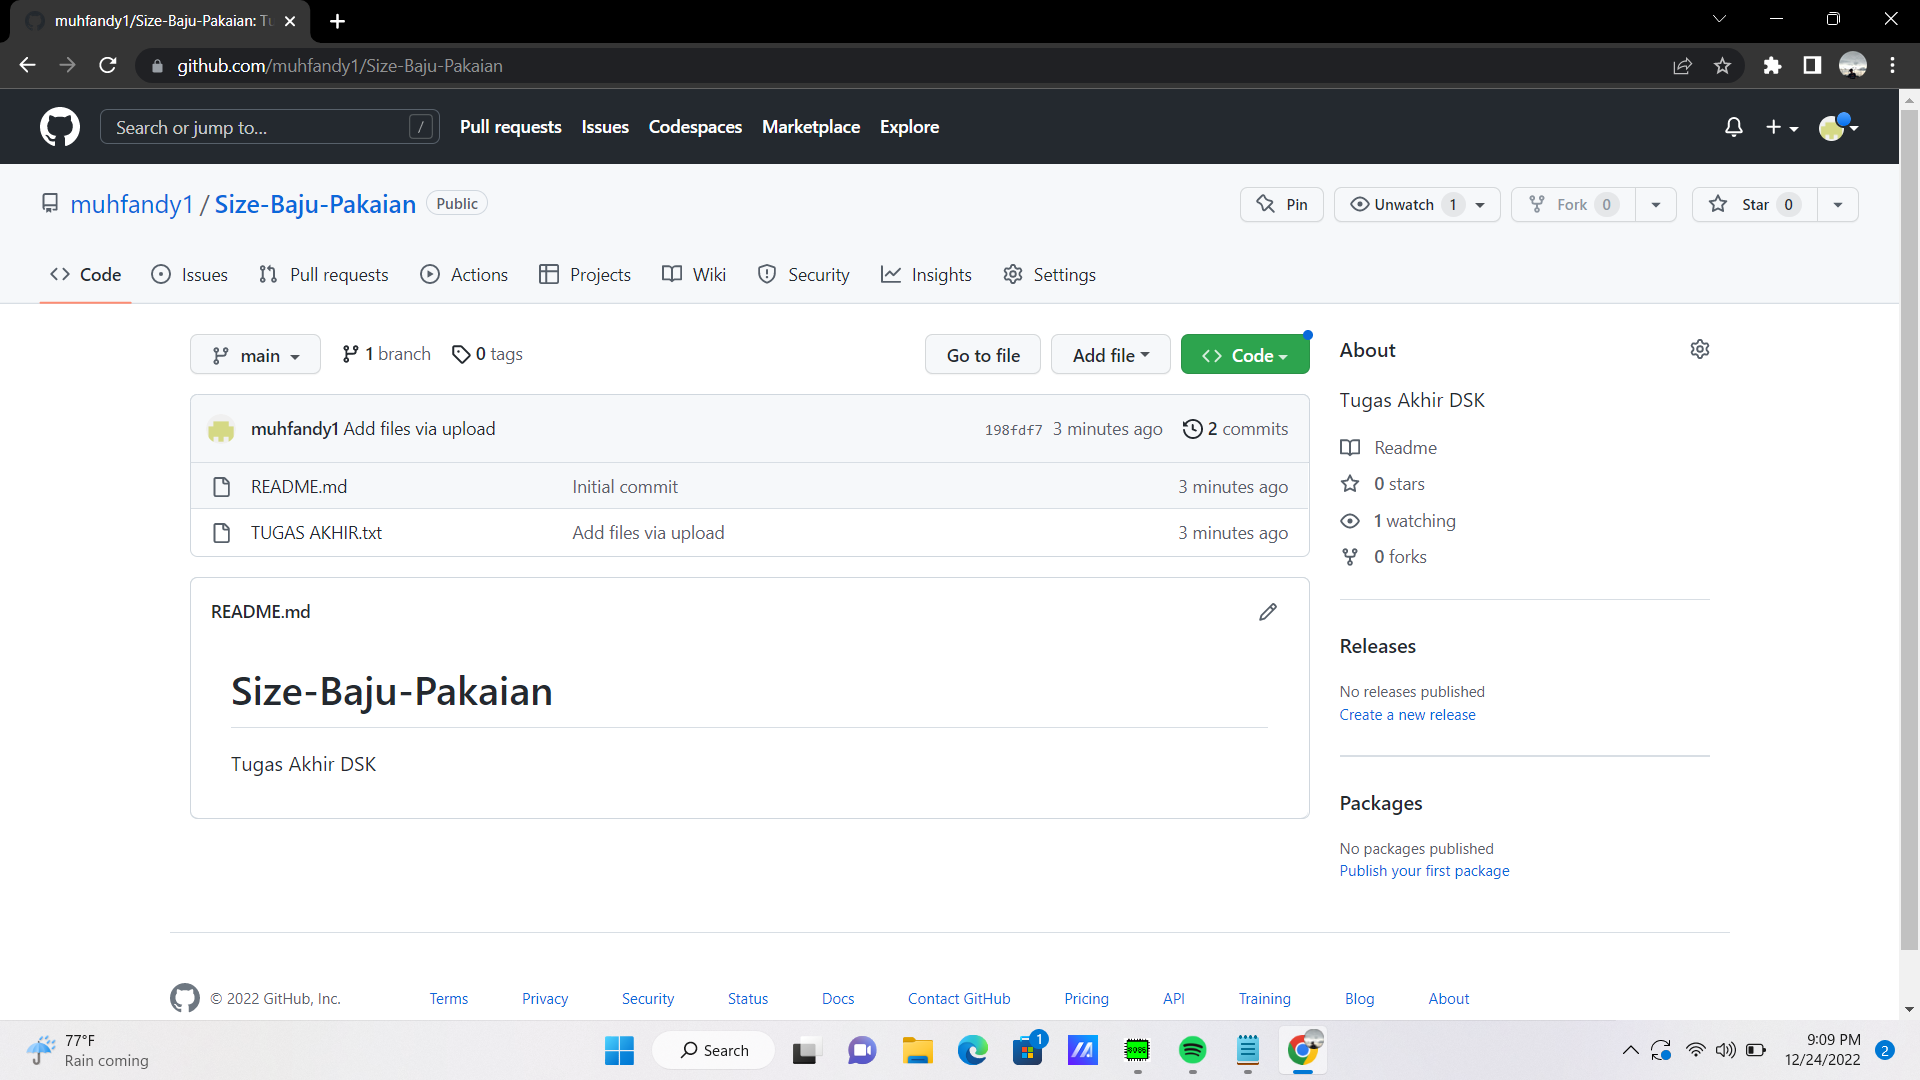 muhfandy1/Size-Baju-Pakaian: Tu
github.com/muhfandy1/Size-Baju-Pakaian
Search or jump to... /
Pull requests Issues Codespaces Marketplace Explore
muhfandy1 / Size-Baju-Pakaian Public
Pin Unwatch 1 Fork 0 Star 0
Code Issues Pull requests Actions Projects Wiki Security Insights Settings
main 1 branch 0 tags Go to file Add file Code
muhfandy1 Add files via upload 198fdf7 3 minutes ago 2 commits
README.md Initial commit 3 minutes ago
TUGAS AKHIR.txt Add files via upload 3 minutes ago
README.md
Size-Baju-Pakaian
Tugas Akhir DSK
About
Tugas Akhir DSK
Readme
0 stars
1 watching
0 forks
Releases
No releases published
Create a new release
Packages
No packages published
Publish your first package
© 2022 GitHub, Inc. Terms Privacy Security Status Docs Contact GitHub Pricing API Training Blog About
77°F
Rain coming
Search
1
8086
9:09 PM
12/24/2022
2